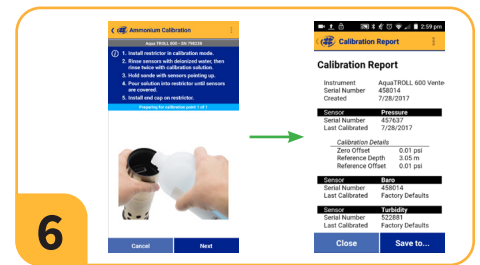 Ammonium Calibration
Aqua TROLL 600 - SN 798236
1. Install restrictor in calibration mode.
2. Rinse sensors with deionized water, then
rinse twice with calibration solution.
3. Hold sonde with sensors pointing up.
4. Pour solution into restrictor until sensors
are covered.
5. Install end cap on restrictor.
Preparing for calibration point 1 of 1
Cancel Next
2:59 pm
Calibration Report
Calibration Report
Instrument AquaTROLL 600 Vente
Serial Number 458014
Created 7/28/2017
Sensor Pressure
Serial Number 457637
Last Calibrated 7/28/2017
Calibration Details
Zero Offset 0.01 psi
Reference Depth 3.05 m
Reference Offset 0.01 psi
Sensor Baro
Serial Number 458014
Last Calibrated Factory Defaults
Sensor Turbidity
Serial Number 522881
Last Calibrated Factory Defaults
Close Save to...
6